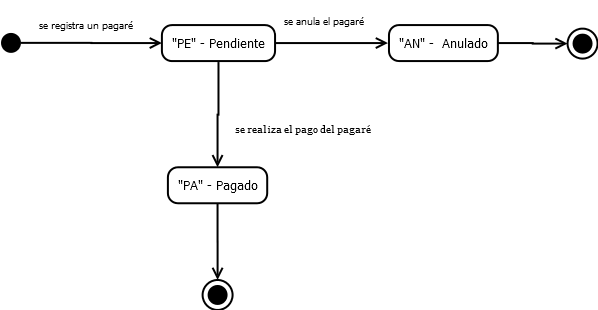 se registra un pagaré
se anula el pagaré
"PE" - Pendiente
"AN" - Anulado
se realiza el pago del pagaré
"PA" - Pagado